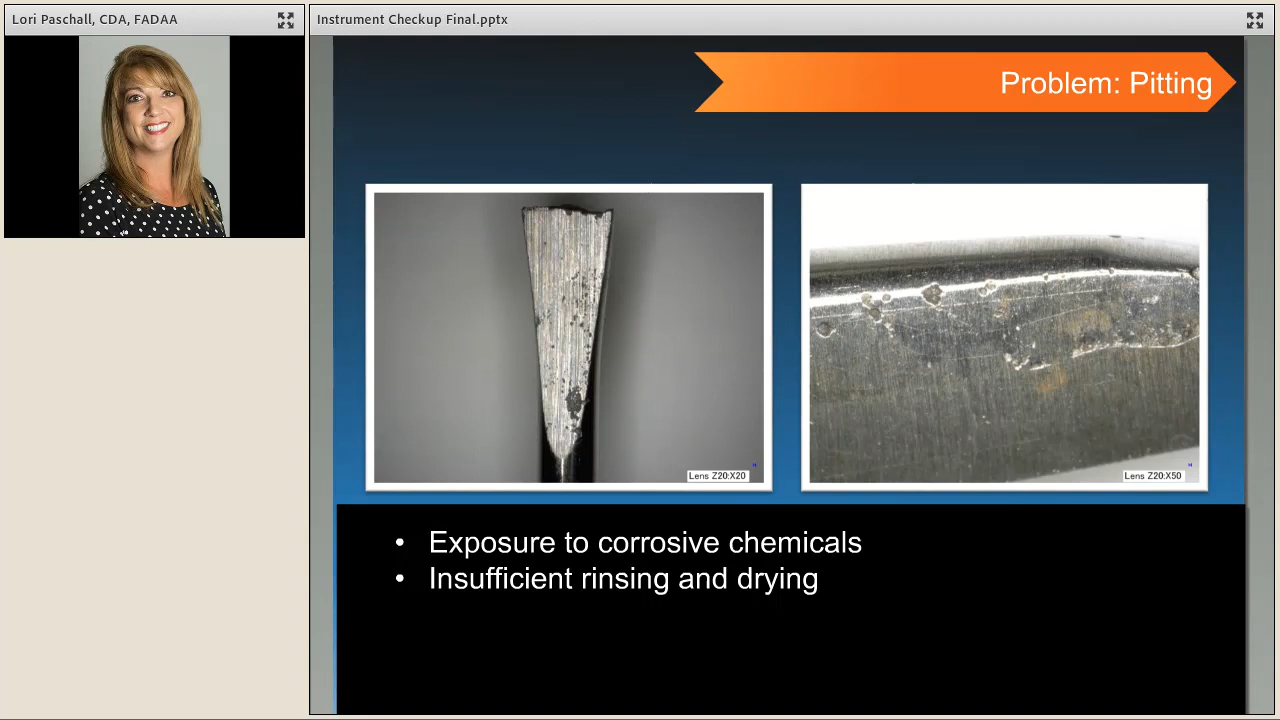 Lori Paschall, CDA, FADAA
Instrument Checkup Final.pptx
Problem: Pitting
Lens Z20:X20
Lens Z20:X50
• Exposure to corrosive chemicals
• Insufficient rinsing and drying